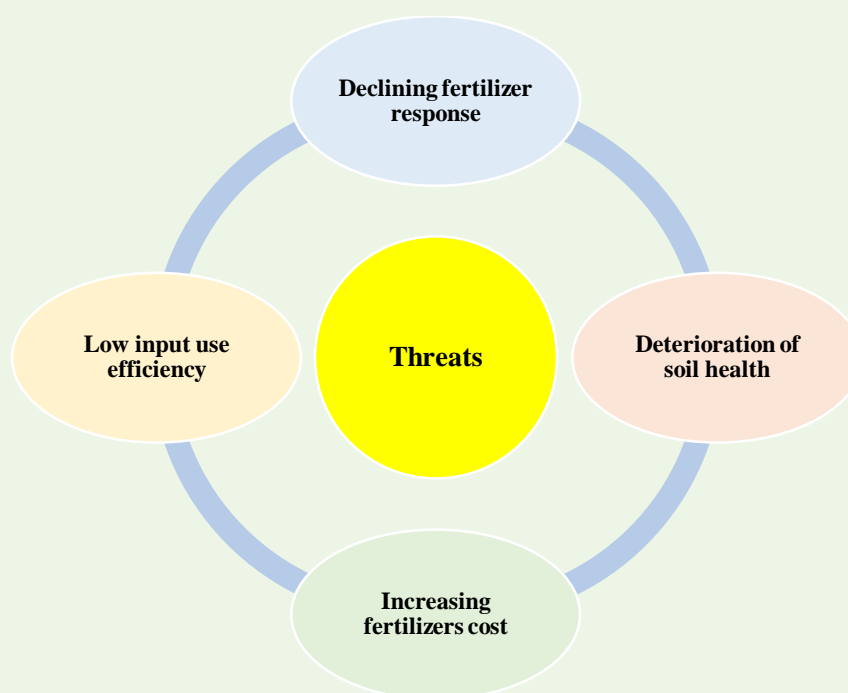 Declining fertilizer
response
Low input use
efficiency
Threats
Deterioration of
soil health
Increasing
fertilizers cost